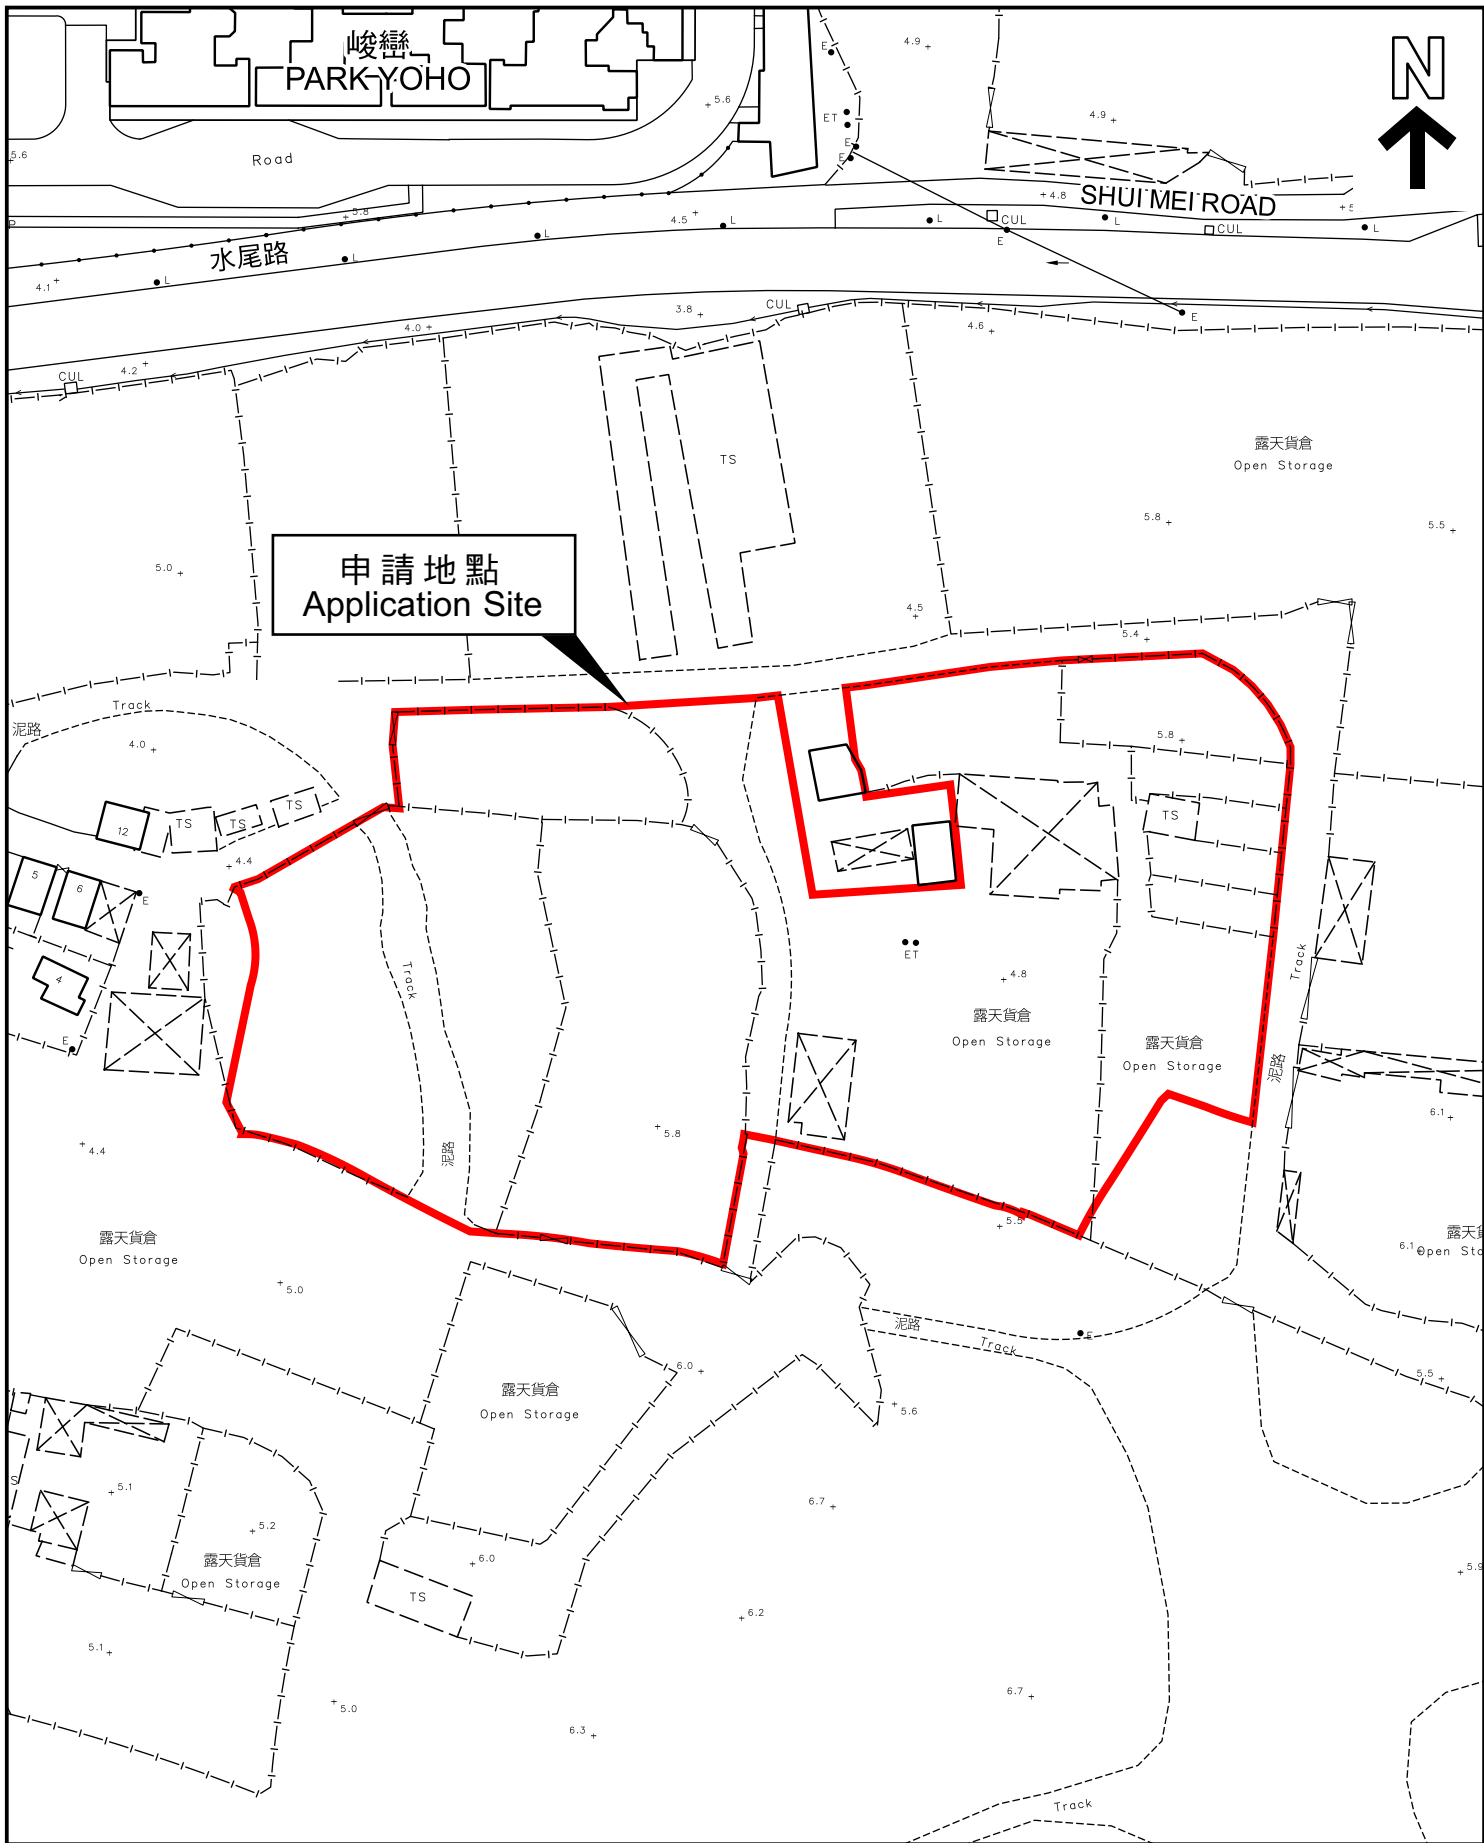 峻巒
PARK YOHO
N
4.9
5.6
ET
E
4.9
E
E
5.6
Road
4.8
SHUI MEI ROAD
5.8
4.5
L
L
CUL
L
CUL
L
P
E
水尾路
L
L
4.1
L
3.8
CUL
E
4.0
4.6
4.2
CUL
露天貨倉
Open Storage
TS
5.8
5.5
5.0
申請地點
Application Site
4.5
5.4
Track
泥路
4.0
5.8
TS
TS
TS
TS
12
4.4
5
6
E
ET
4
Track
4.8
Track
露天貨倉
Open Storage
露天貨倉
Open Storage
E
泥路
6.1
5.8
4.4
泥路
5.5
露天貨倉
Open Storage
6.1
5.0
泥路
Track
E
6.0
5.5
露天貨倉
Open Storage
5.6
S
5.1
6.7
5.2
露天貨倉
Open Storage
6.0
5.9
TS
6.2
5.1
6.7
5.0
6.3
Track